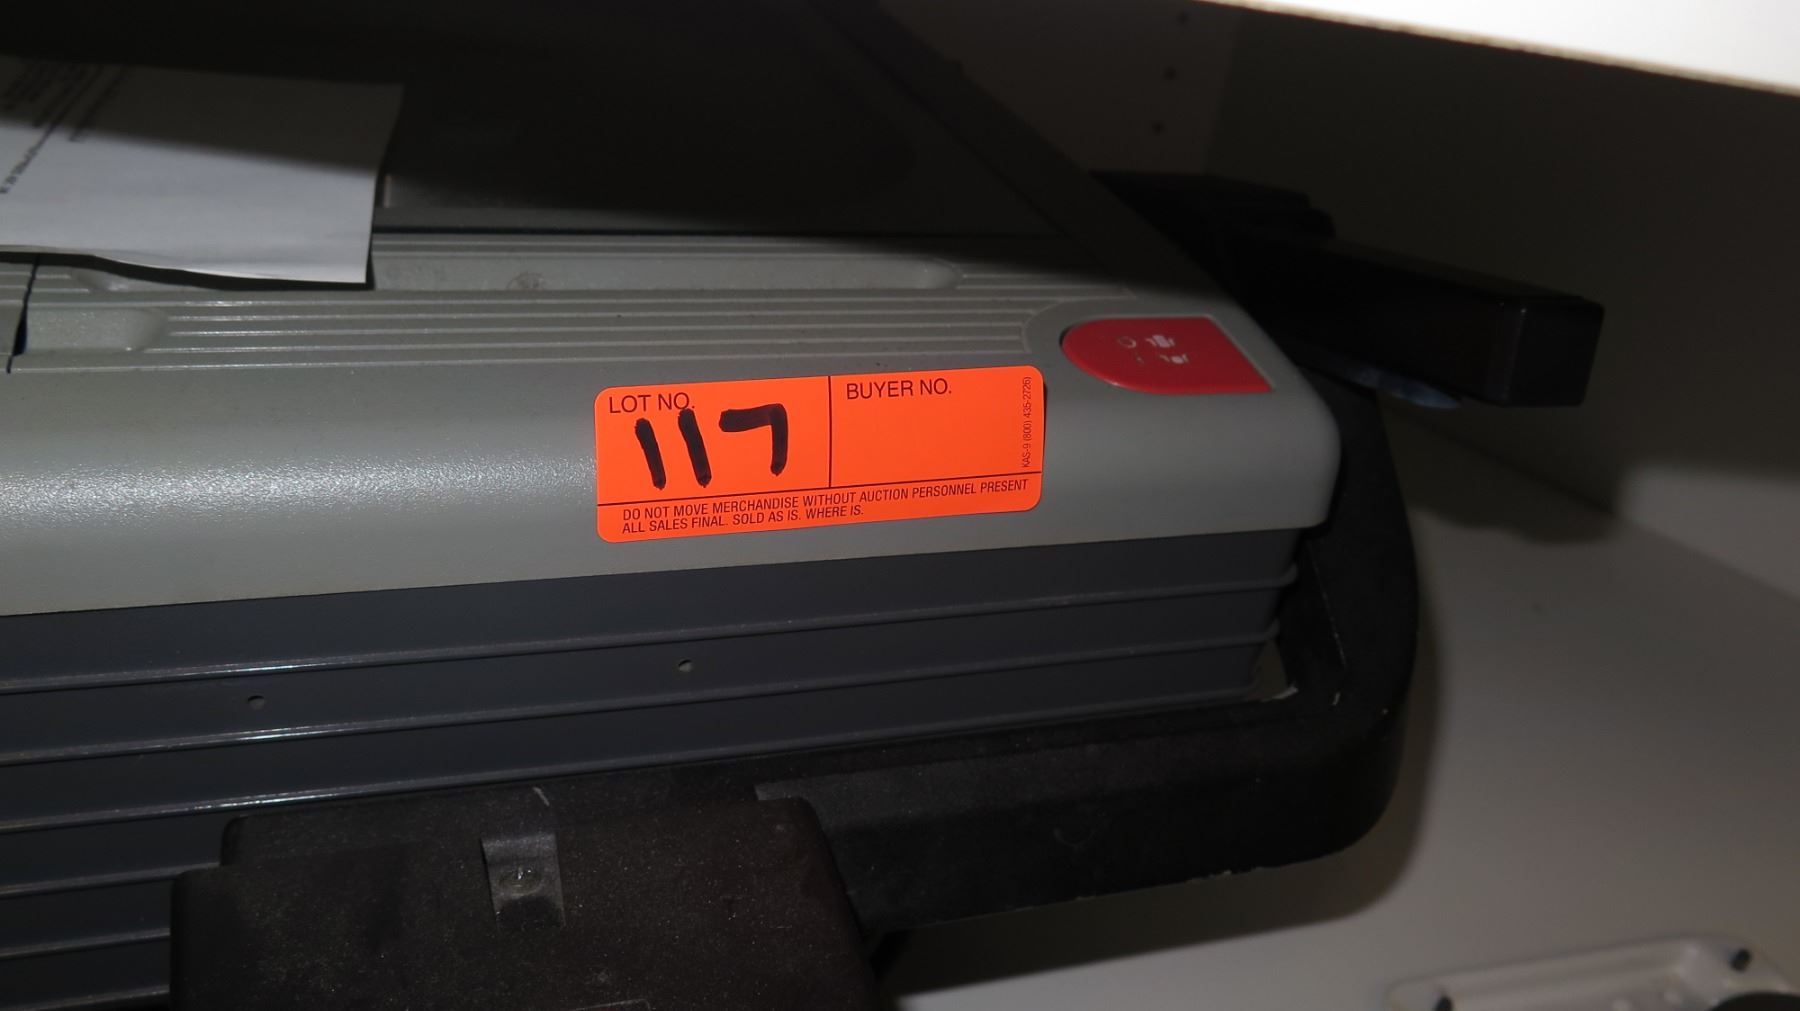 LOT NO.
117
BUYER NO.
KAS-9 (800) 435-2726)
DO NOT MOVE MERCHANDISE WITHOUT AUCTION PERSONNEL PRESENT
ALL SALES FINAL. SOLD AS IS. WHERE IS.